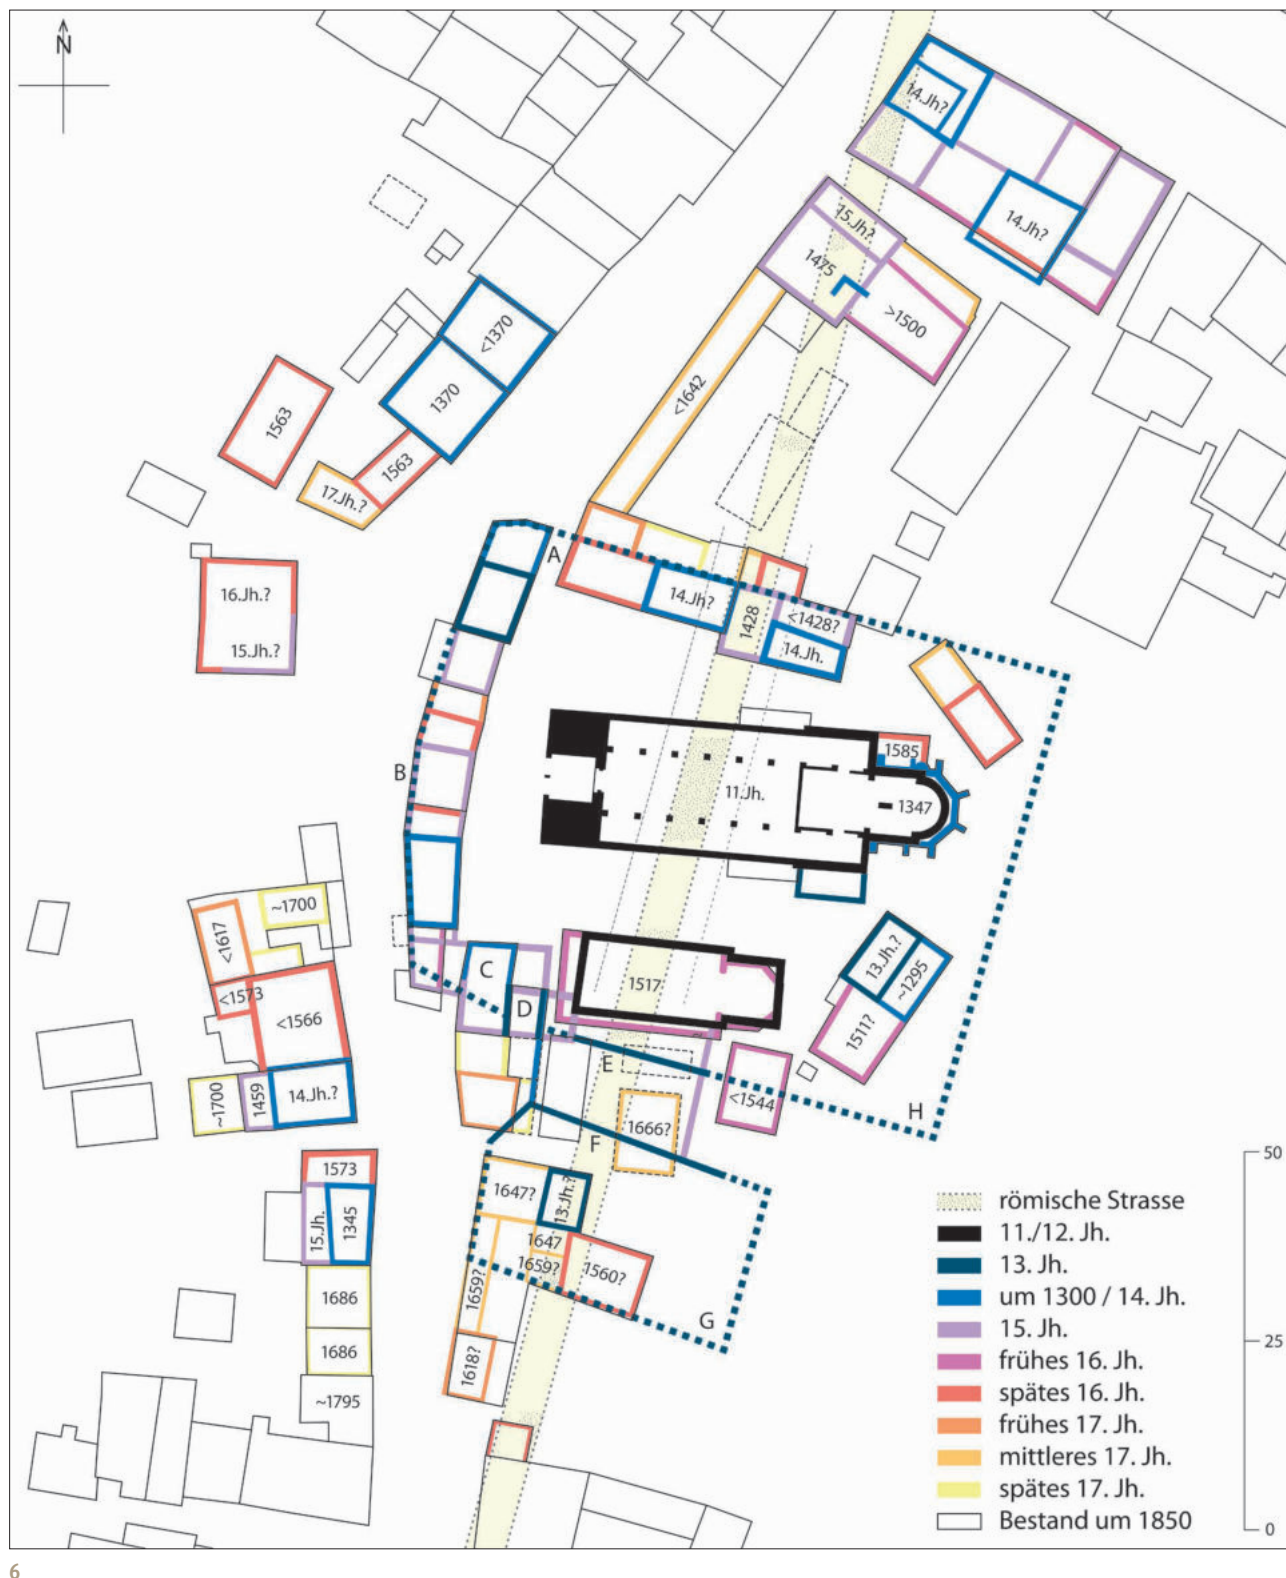 N
14.Jh?
14.Jh?
15.Jh?
1475
>1500
<1370
1370
<1642
1563
1563
17.Jh.?
A
14.Jh?
1428
<1428?
14.Jh.
16.Jh.?
15.Jh.?
B
1585
11.Jh.
1347
~1700
<1617
C
13.Jh.?
~1295
1517
D
<1573
<1566
1511?
E
<1544
H
~1700
1459
14.Jh.?
F
1666?
50
1573
1647?
13.Jh.?
15.Jh.
1345
1647
1659?
1560?
1659?
G
1686
1686
1618?
~1795
römische Strasse
11./12. Jh.
13. Jh.
um 1300 / 14. Jh.
15. Jh.
25
frühes 16. Jh.
spätes 16. Jh.
frühes 17. Jh.
mittleres 17. Jh.
spätes 17. Jh.
Bestand um 1850
0
6